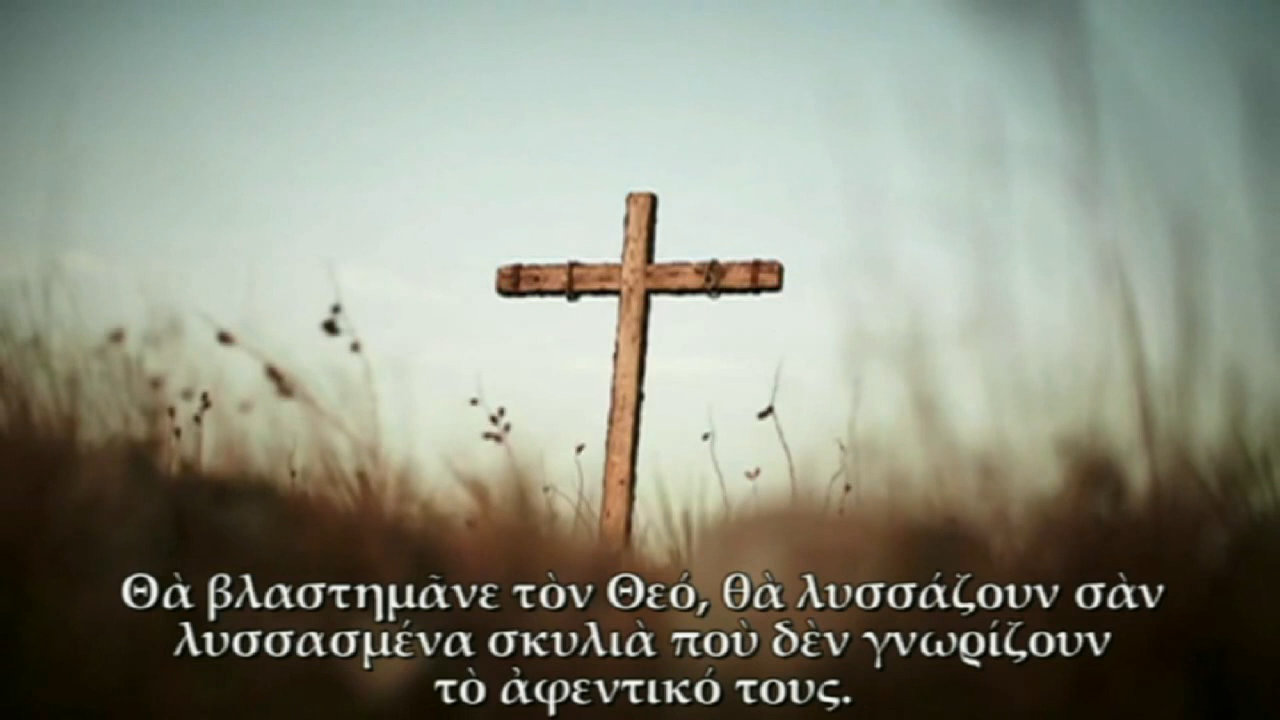 Θὰ βλαστημᾶνε τὸν Θεό, θὰ λυσσάζουν σὰν
λυσσασμένα σκυλιὰ ποὺ δὲν γνωρίζουν
τὸ ἀφεντικό τους.